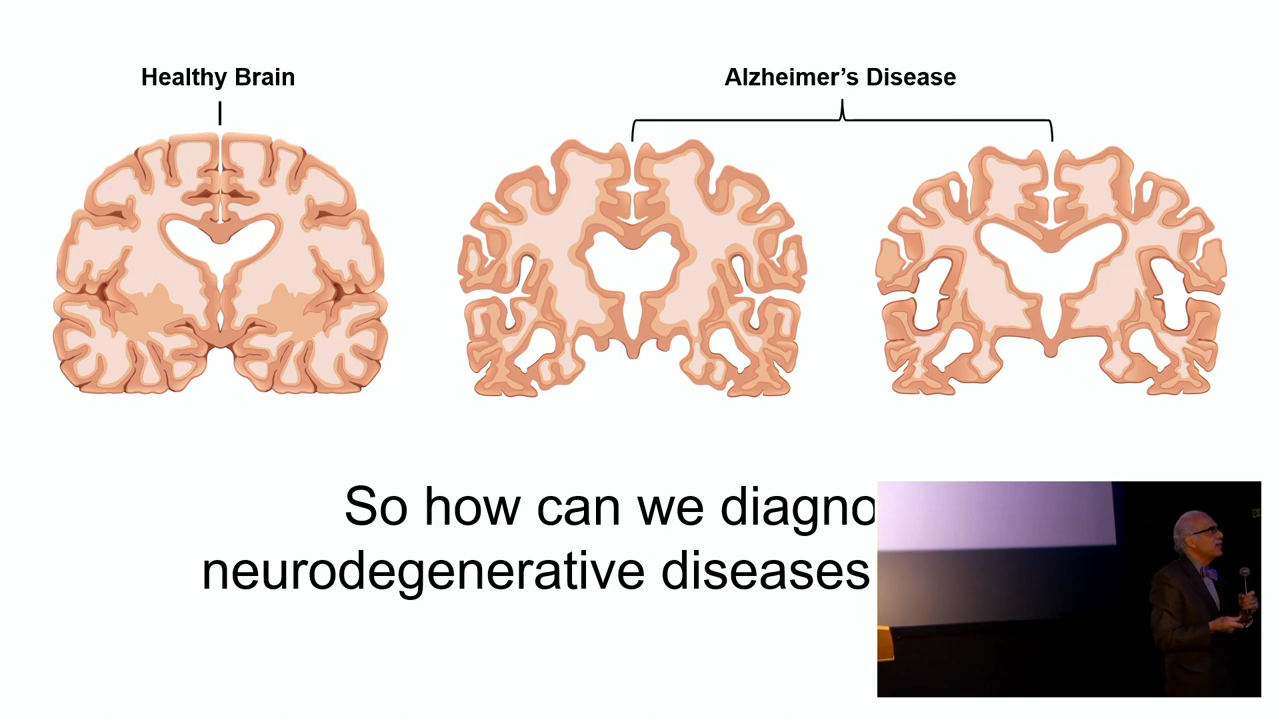 Healthy Brain
Alzheimer’s Disease
So how can we diagno
neurodegenerative diseases